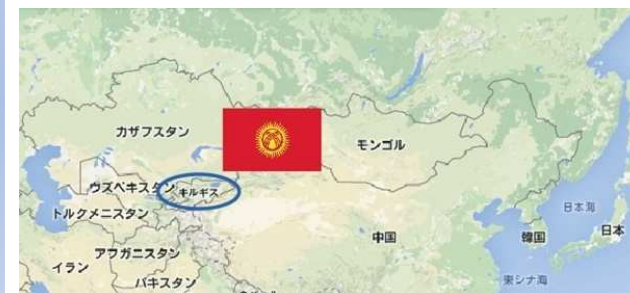 カザフスタン
モンゴル
ウズベキスタン
キルギス
トルクメニスタン
日本海
中国
韓国
日本
アフガニスタン
イラン
パキスタン
東シナ海